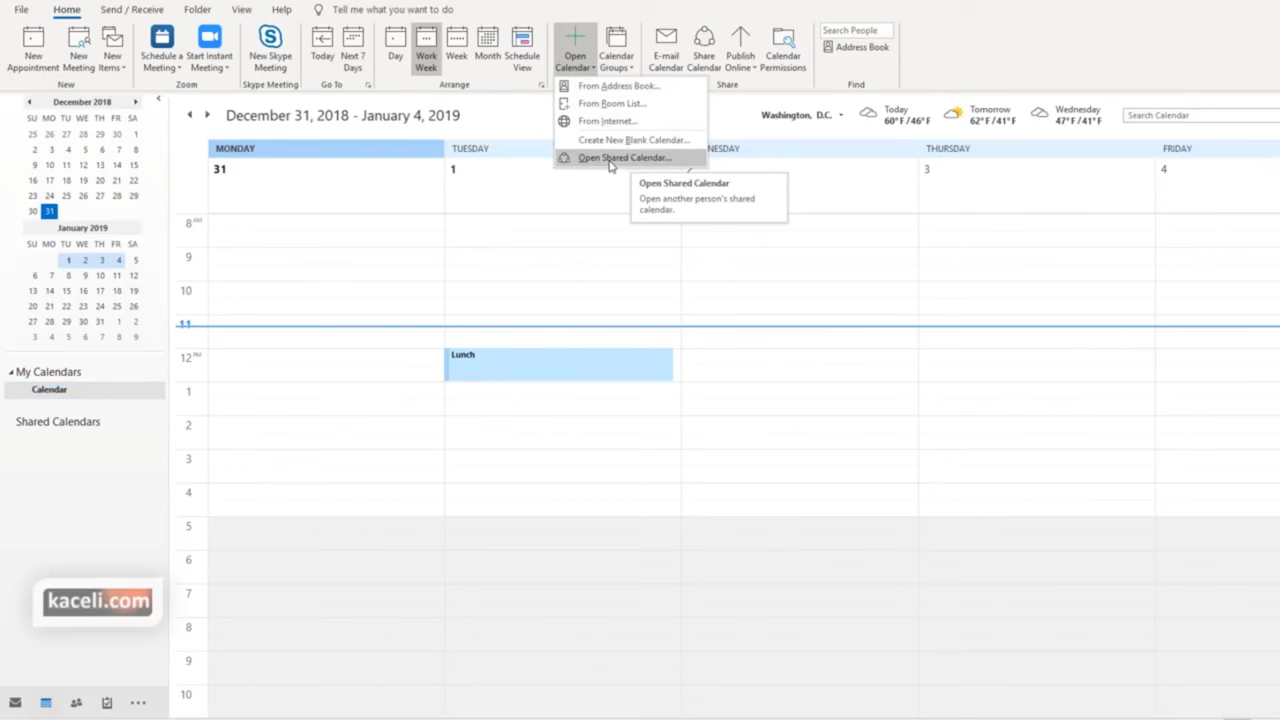 File Home Send / Receive Folder View Help Tell me what you want to do
New Appointment
New Meeting
New Items
Schedule a Meeting
Start Instant Meeting
New Skype Meeting
Today
Next 7 Days
Day
Work Week
Week
Month
Schedule View
Open Calendar
Calendar Groups
E-mail Calendar
Share Calendar
Publish Online
Calendar Permissions
Search People
Address Book
New Zoom Skype Meeting Go To Arrange Share Find
From Address Book...
From Room List...
From Internet...
Create New Blank Calendar...
Open Shared Calendar...
Open Shared Calendar
Open another person's shared
calendar.
December 2018
SU MO TU WE TH FR SA
25 26 27 28 29 30 1
2 3 4 5 6 7 8
9 10 11 12 13 14 15
16 17 18 19 20 21 22
23 24 25 26 27 28 29
30 31
January 2019
SU MO TU WE TH FR SA
1 2 3 4 5
6 7 8 9 10 11 12
13 14 15 16 17 18 19
20 21 22 23 24 25 26
27 28 29 30 31 1 2
3 4 5 6 7 8 9
My Calendars
Calendar
Shared Calendars
kaceli.com
December 31, 2018 - January 4, 2019
Washington, D.C.
Today
60° F / 46° F
Tomorrow
62° F / 41° F
Wednesday
47° F / 41° F
Search Calendar
MONDAY TUESDAY NESDAY THURSDAY FRIDAY
31 1 3 4
8 AM
9
10
11
12 PM
Lunch
1
2
3
4
5
6
7
8
9
10